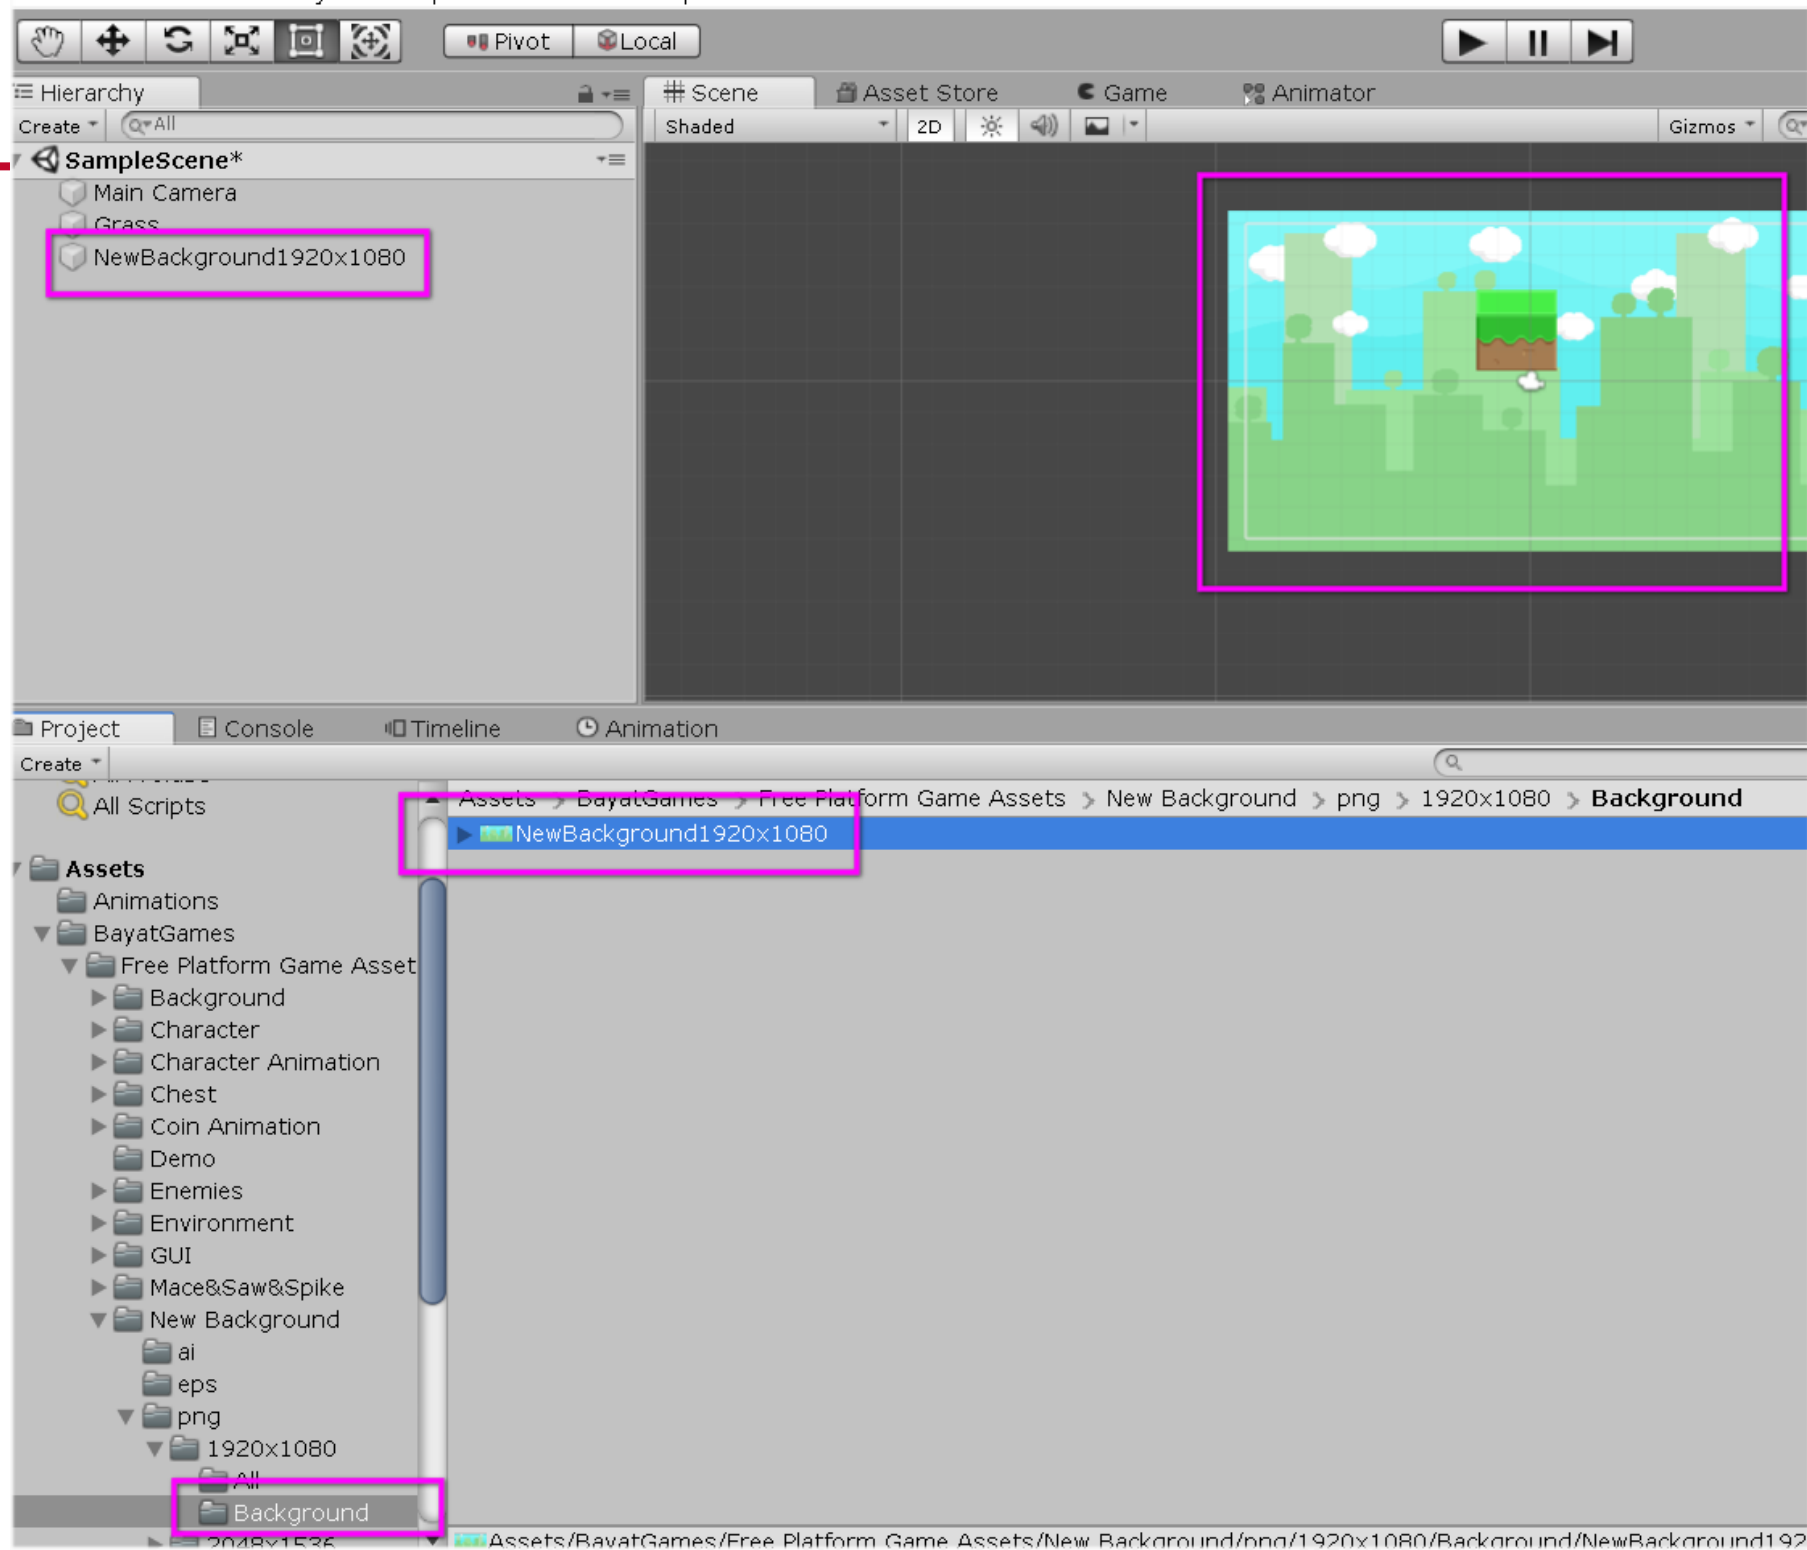 Pivot Local
Hierarchy
Scene Asset Store Game Animator
Create All
Shaded 2D Gizmos
SampleScene*
Main Camera
Grass
NewBackground1920x1080
Project Console Timeline Animation
Create
All Scripts
Assets > BayatGames > Free Platform Game Assets > New Background > png > 1920x1080 > Background
NewBackground1920x1080
Assets
Animations
BayatGames
Free Platform Game Asset
Background
Character
Character Animation
Chest
Coin Animation
Demo
Enemies
Environment
GUI
Mace&Saw&Spike
New Background
ai
eps
png
1920x1080
All
Background
2048x1536
Assets/BayatGames/Free Platform Game Assets/New Background/png/1920x1080/Background/NewBackground192